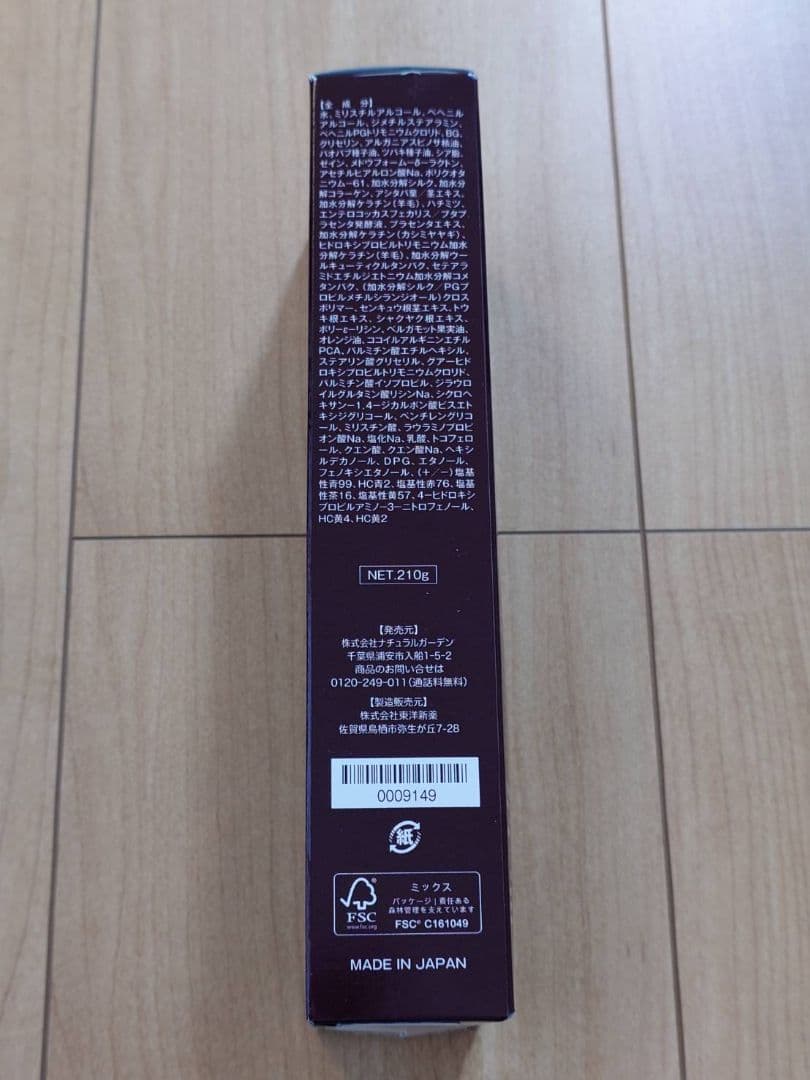 【全 成 分】
水、ミリスチルアルコール、ベヘニル
アルコール、ジメチルステアラミン、
ベヘニルPGトリモニウムクロリド、BG、
グリセリン、アルガニアスピノサ核油、
バオバブ種子油、ツバキ種子油、シア脂、
ゼイン、メドウフォーム-δ-ラクトン、
アセチルヒアルロン酸Na、ポリクオタ
ニウム-61、加水分解シルク、加水分
解コラーゲン、アシタバ葉/茎エキス、
加水分解ケラチン(羊毛)、ハチミツ、
エンテロコッカスフェカリス/ブタプ
ラセンタ発酵液、プラセンタエキス、
加水分解ケラチン(カシミヤヤギ)、
ヒドロキシプロピルトリモニウム加水
分解ケラチン(羊毛)、加水分解ウー
ルキューティクルタンパク、セテアラ
ミドエチルジエトニウム加水分解コメ
タンパク、(加水分解シルク/PGプ
ロピルメチルシランジオール)クロス
ポリマー、センキュウ根茎エキス、トウ
キ根エキス、シャクヤク根エキス、
ポリ-ε-リシン、ベルガモット果実油、
オレンジ油、ココイルアルギニンエチル
PCA、パルミチン酸エチルヘキシル、
ステアリン酸グリセリル、グアーヒド
ロキシプロピルトリモニウムクロリド、
パルミチン酸イソプロピル、ジラウロ
イルグルタミン酸リシンNa、シクロヘ
キサン-1,4-ジカルボン酸ビスエト
キシジグリコール、ペンチレングリコ
ール、ミリスチン酸、ラウラミノプロピ
オン酸Na、塩化Na、乳酸、トコフェロ
ール、クエン酸、クエン酸Na、ヘキシ
ルデカノール、DPG、エタノール、
フェノキシエタノール、(+/-)塩基
性青99、HC青2、塩基性赤76、塩基
性茶16、塩基性黄57、4-ヒドロキシ
プロピルアミノ-3-ニトロフェノール、
HC黄4、HC黄2
NET.210g
【発売元】
株式会社ナチュラルガーデン
千葉県浦安市入船1-5-2
商品のお問い合せは
0120-249-011(通話料無料)
【製造販売元】
株式会社東洋新薬
佐賀県鳥栖市弥生が丘7-28
0009149
紙
FSC
www.fsc.org
ミックス
パッケージ|責任ある
森林管理を支えています
FSC® C161049
MADE IN JAPAN